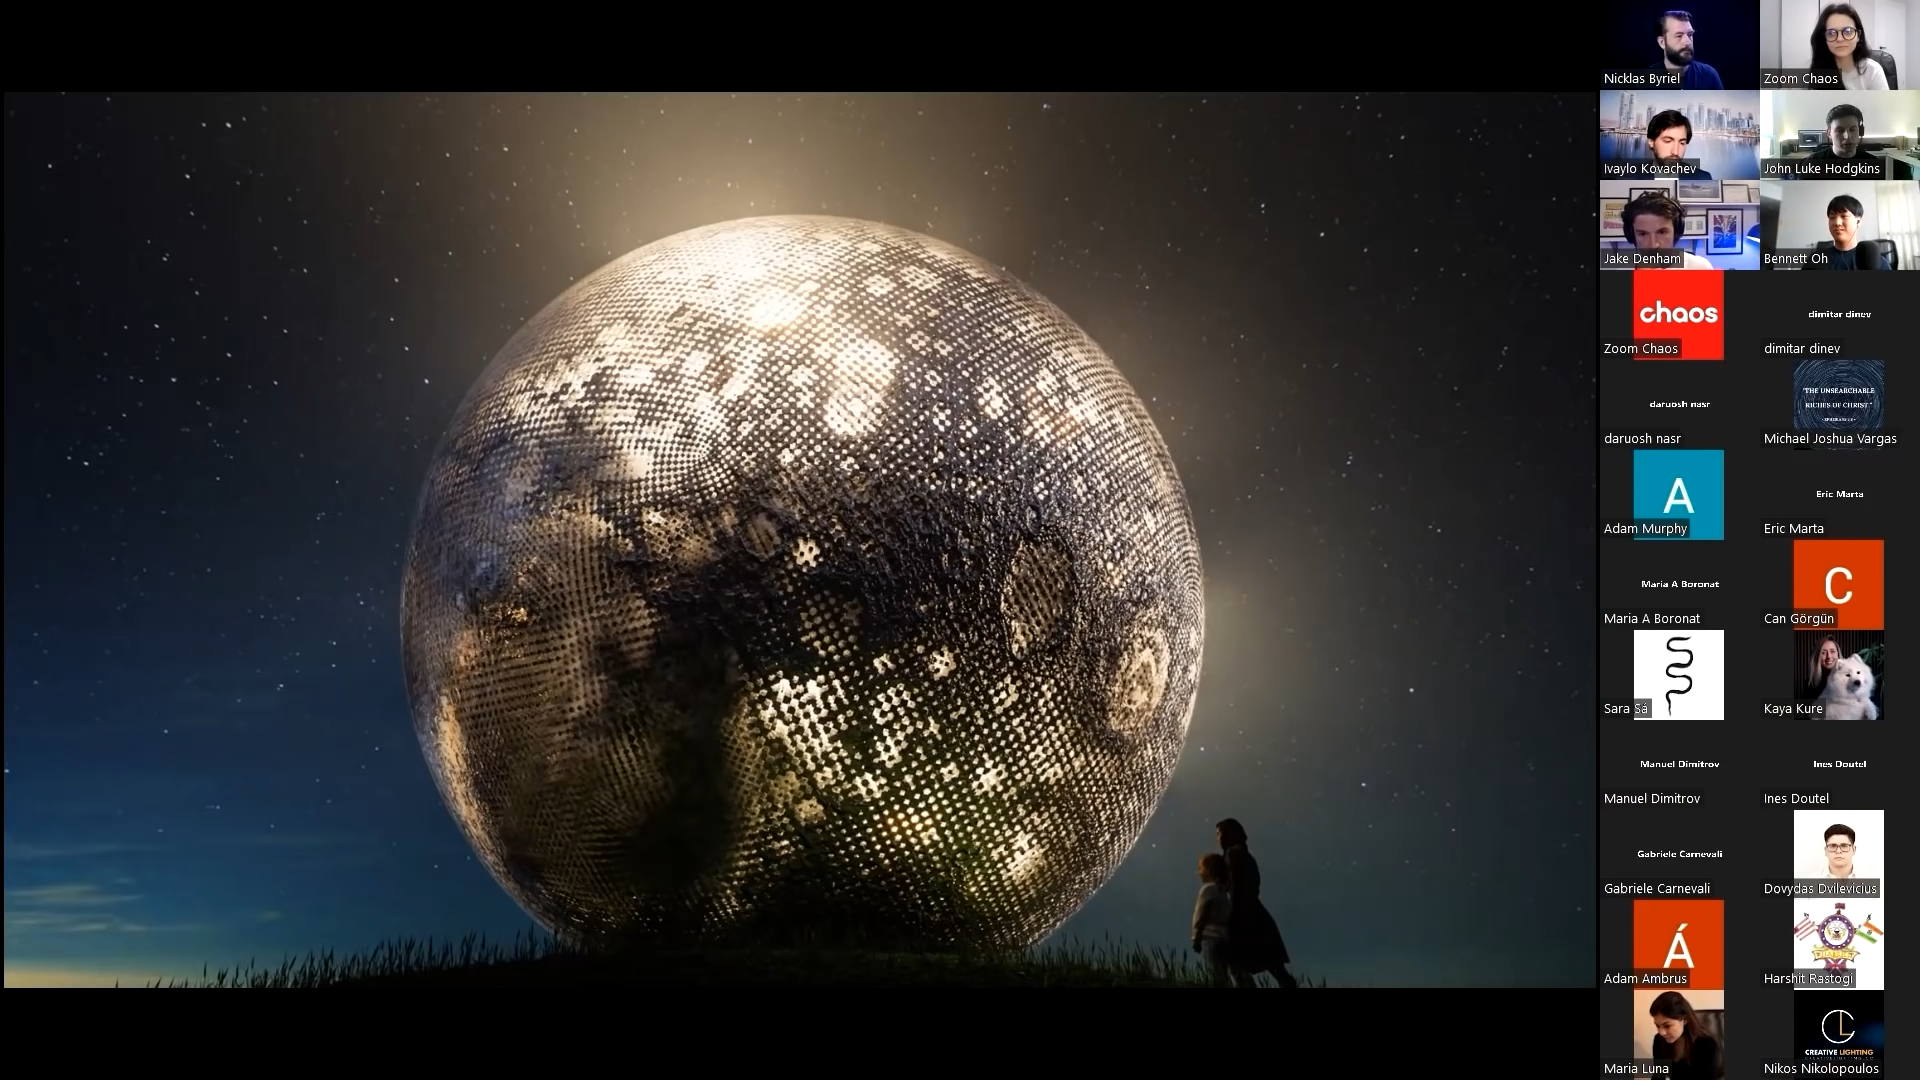 Nicklas Byriel
Zoom Chaos
Ivaylo Kovachev
John Luke Hodgkins
Jake Denham
Bennett Oh
chaos
Zoom Chaos
dimitar dinev
dimitar dinev
daruosh nasr
daruosh nasr
"THE UNSEARCHABLE
RICHES OF CHRIST."
Michael Joshua Vargas
A
Adam Murphy
Eric Marta
Eric Marta
Maria A Boronat
Maria A Boronat
C
Can Görgün
Sara Sá
Kaya Kure
Manuel Dimitrov
Manuel Dimitrov
Ines Doutel
Ines Doutel
Gabriele Carnevali
Gabriele Carnevali
Dovydas Dvilevicius
Á
Adam Ambrus
Harshit Rastogi
Maria Luna
CL
CREATIVE LIGHTING
Nikos Nikolopoulos